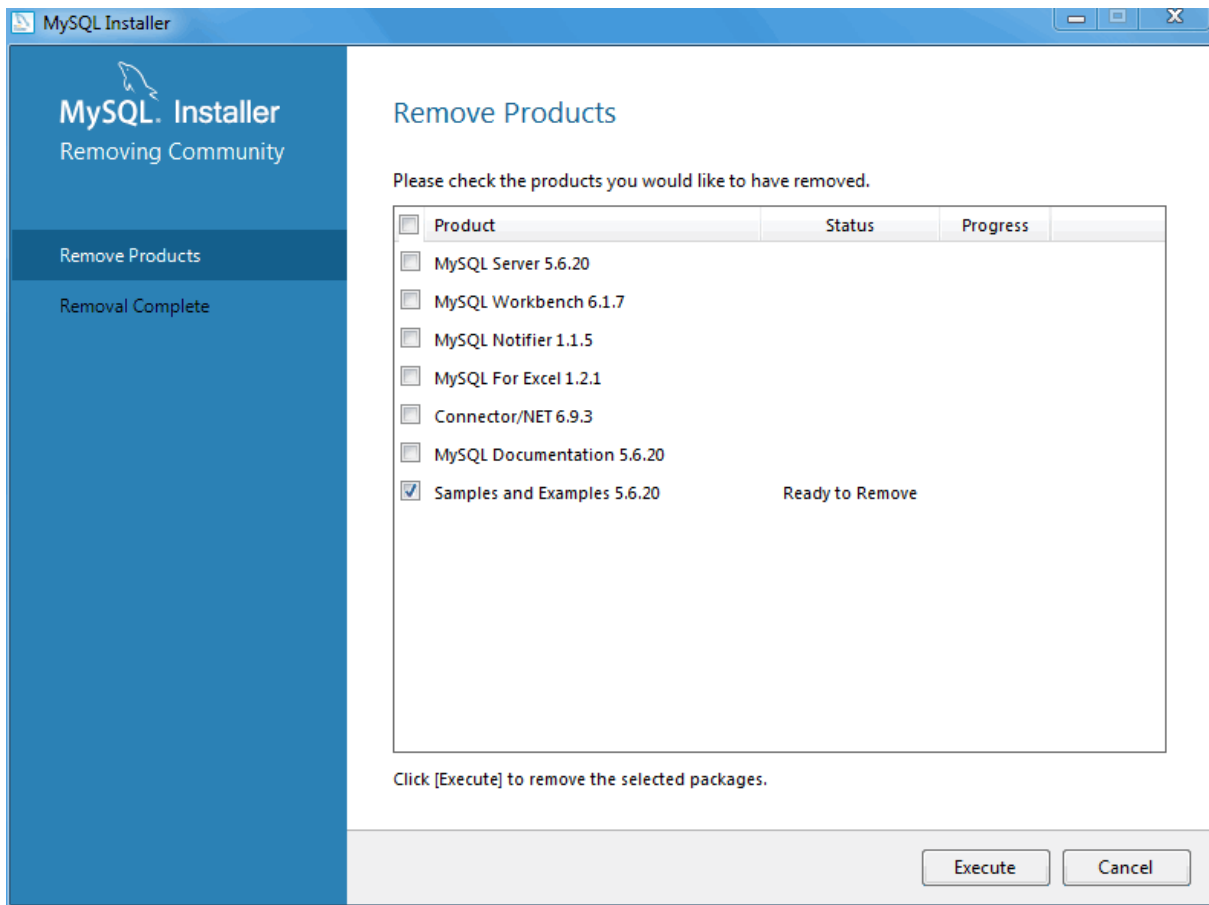 MySQL Installer
MySQL. Installer
Removing Community
Remove Products
Removal Complete
Remove Products
Please check the products you would like to have removed.
Product Status Progress
MySQL Server 5.6.20
MySQL Workbench 6.1.7
MySQL Notifier 1.1.5
MySQL For Excel 1.2.1
Connector/NET 6.9.3
MySQL Documentation 5.6.20
Samples and Examples 5.6.20 Ready to Remove
Click [Execute] to remove the selected packages.
Execute Cancel